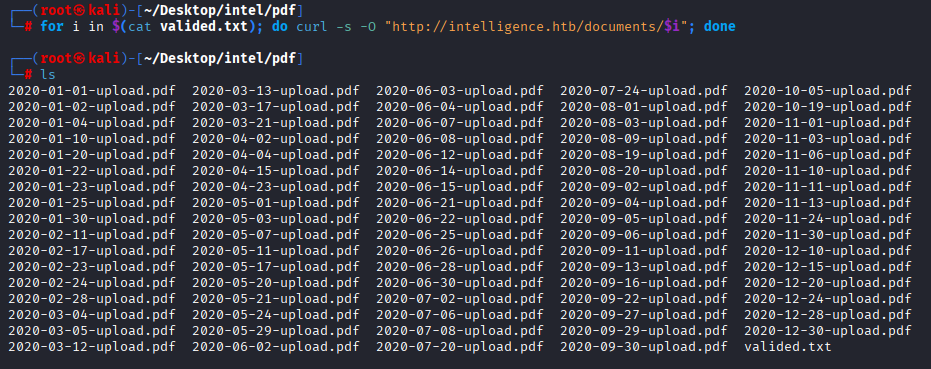 ┌──(root㉿kali)-[~/Desktop/intel/pdf]
└─# for i in $(cat valided.txt); do curl -s -O "http://intelligence.htb/documents/$i"; done
┌──(root㉿kali)-[~/Desktop/intel/pdf]
└─# ls
2020-01-01-upload.pdf 2020-03-13-upload.pdf 2020-06-03-upload.pdf 2020-07-24-upload.pdf 2020-10-05-upload.pdf
2020-01-02-upload.pdf 2020-03-17-upload.pdf 2020-06-04-upload.pdf 2020-08-01-upload.pdf 2020-10-19-upload.pdf
2020-01-04-upload.pdf 2020-03-21-upload.pdf 2020-06-07-upload.pdf 2020-08-03-upload.pdf 2020-11-01-upload.pdf
2020-01-10-upload.pdf 2020-04-02-upload.pdf 2020-06-08-upload.pdf 2020-08-09-upload.pdf 2020-11-03-upload.pdf
2020-01-20-upload.pdf 2020-04-04-upload.pdf 2020-06-12-upload.pdf 2020-08-19-upload.pdf 2020-11-06-upload.pdf
2020-01-22-upload.pdf 2020-04-15-upload.pdf 2020-06-14-upload.pdf 2020-08-20-upload.pdf 2020-11-10-upload.pdf
2020-01-23-upload.pdf 2020-04-23-upload.pdf 2020-06-15-upload.pdf 2020-09-02-upload.pdf 2020-11-11-upload.pdf
2020-01-25-upload.pdf 2020-05-01-upload.pdf 2020-06-21-upload.pdf 2020-09-04-upload.pdf 2020-11-13-upload.pdf
2020-01-30-upload.pdf 2020-05-03-upload.pdf 2020-06-22-upload.pdf 2020-09-05-upload.pdf 2020-11-24-upload.pdf
2020-02-11-upload.pdf 2020-05-07-upload.pdf 2020-06-25-upload.pdf 2020-09-06-upload.pdf 2020-11-30-upload.pdf
2020-02-17-upload.pdf 2020-05-11-upload.pdf 2020-06-26-upload.pdf 2020-09-11-upload.pdf 2020-12-10-upload.pdf
2020-02-23-upload.pdf 2020-05-17-upload.pdf 2020-06-28-upload.pdf 2020-09-13-upload.pdf 2020-12-15-upload.pdf
2020-02-24-upload.pdf 2020-05-20-upload.pdf 2020-06-30-upload.pdf 2020-09-16-upload.pdf 2020-12-20-upload.pdf
2020-02-28-upload.pdf 2020-05-21-upload.pdf 2020-07-02-upload.pdf 2020-09-22-upload.pdf 2020-12-24-upload.pdf
2020-03-04-upload.pdf 2020-05-24-upload.pdf 2020-07-06-upload.pdf 2020-09-27-upload.pdf 2020-12-28-upload.pdf
2020-03-05-upload.pdf 2020-05-29-upload.pdf 2020-07-08-upload.pdf 2020-09-29-upload.pdf 2020-12-30-upload.pdf
2020-03-12-upload.pdf 2020-06-02-upload.pdf 2020-07-20-upload.pdf 2020-09-30-upload.pdf valided.txt